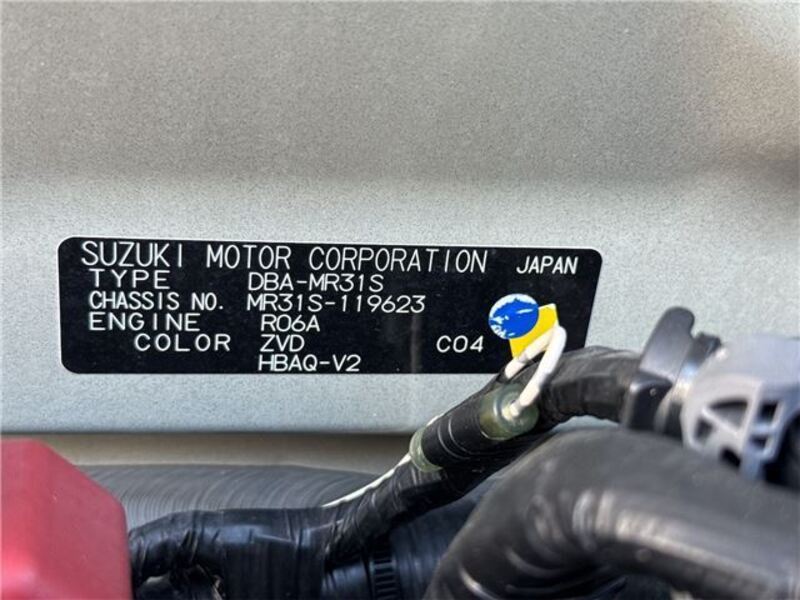 SUZUKI MOTOR CORPORATION JAPAN
TYPE DBA-MR31S
CHASSIS NO. MR31S-119623
ENGINE R06A
COLOR ZVD C04
HBAQ-V2